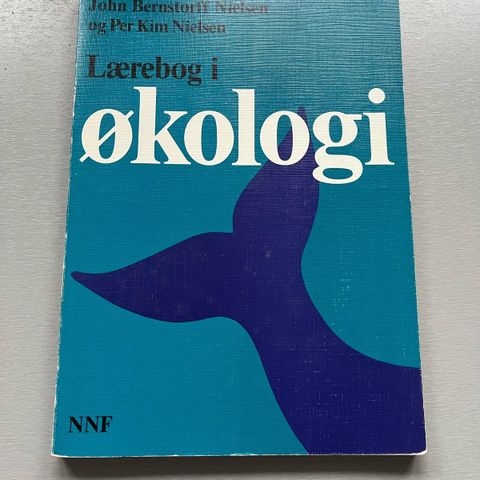 John Bernstorff Nielsen
og Per Kim Nielsen
Lærebog i
økologi
NNF